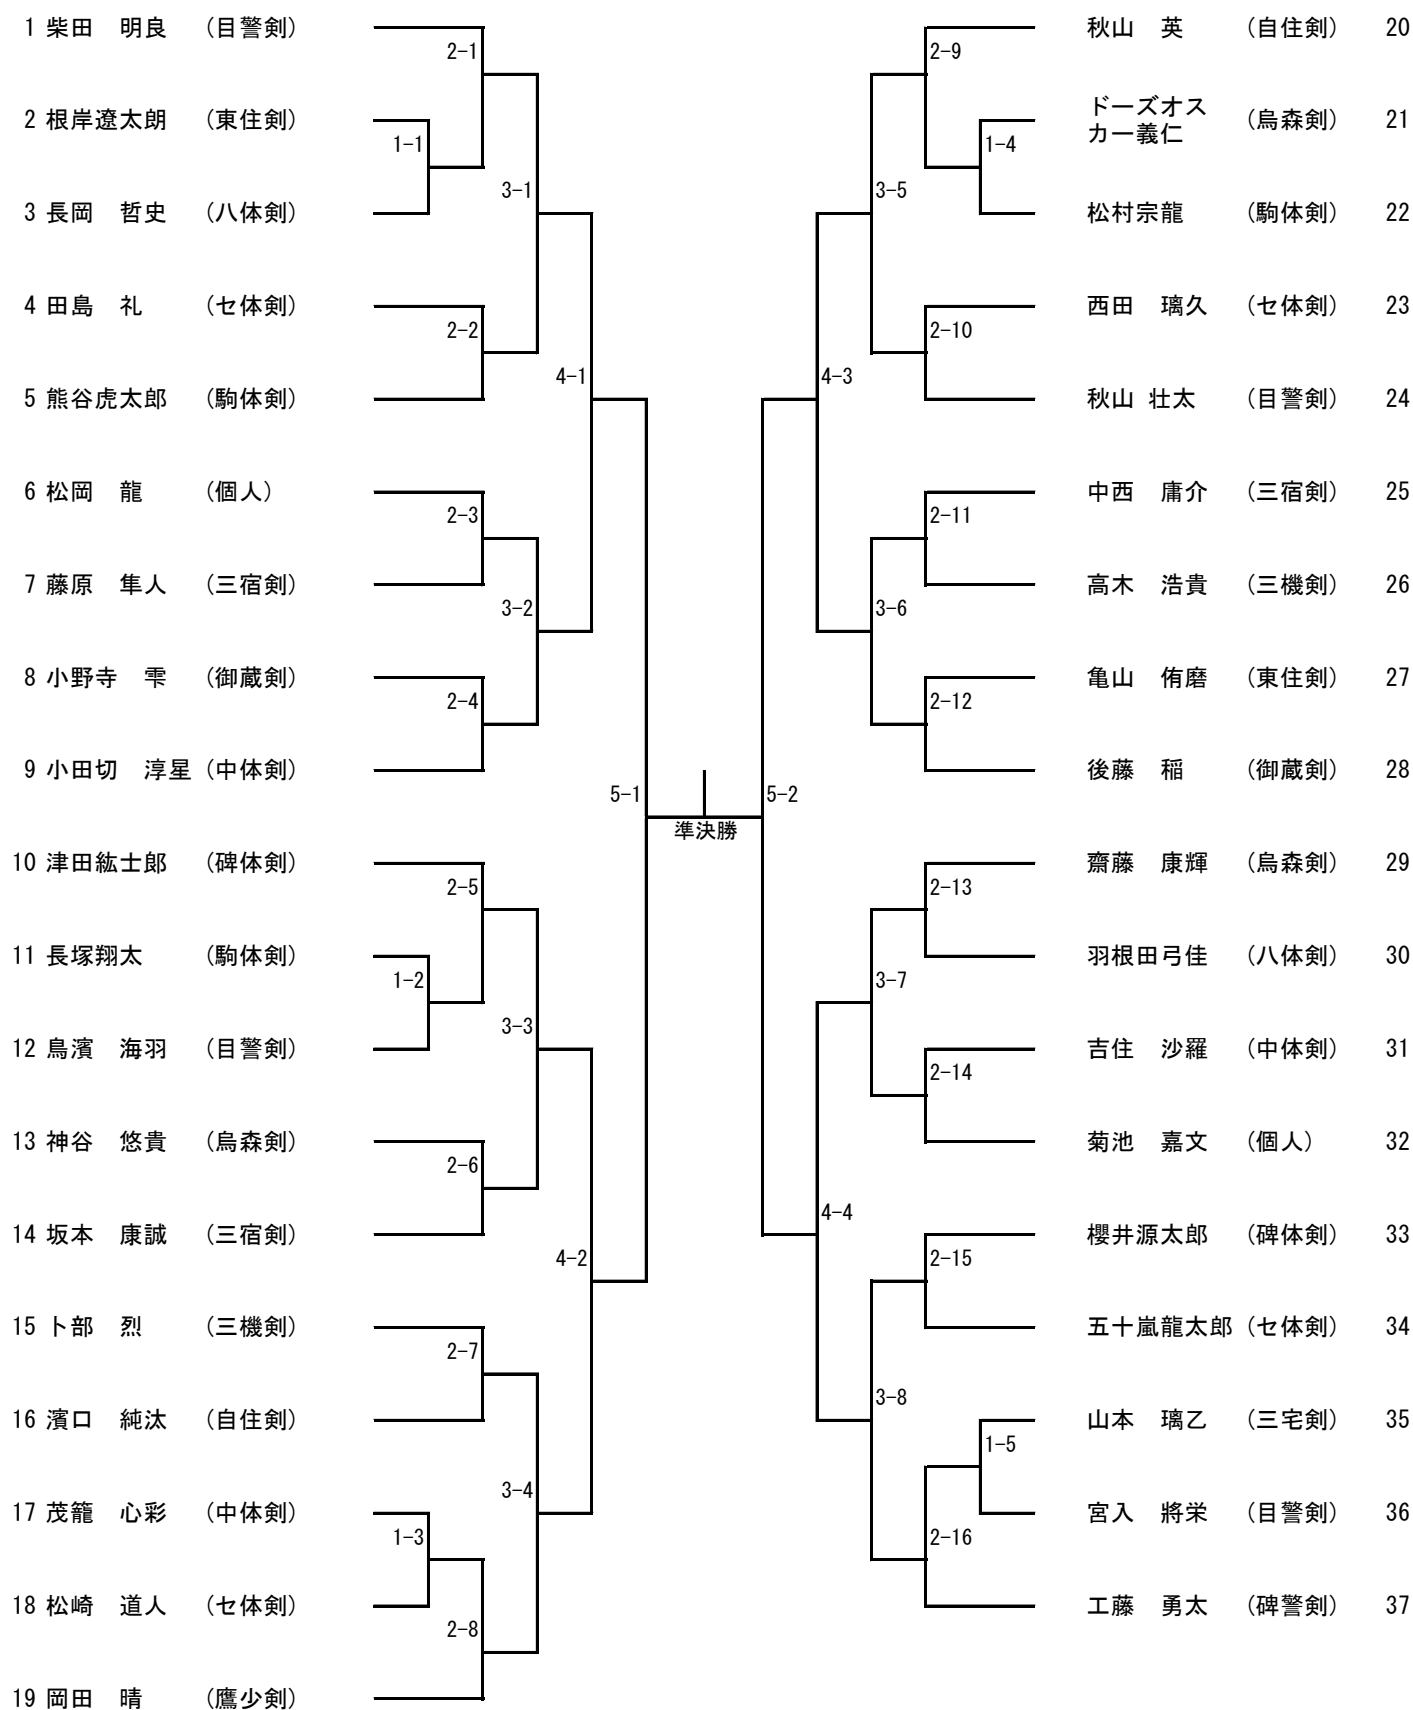 1 柴田　明良　（目警剣）
2-1
2 根岸遼太朗　（東住剣）
1-1
3 長岡　哲史　（八体剣）
3-1
4 田島　礼　（セ体剣）
2-2
5 熊谷虎太郎　（駒体剣）
4-1
6 松岡　龍　（個人）
2-3
7 藤原　隼人　（三宿剣）
3-2
8 小野寺　雫　（御蔵剣）
2-4
9 小田切　淳星（中体剣）
5-1
10 津田紘士郎　（碑体剣）
2-5
11 長塚翔太　（駒体剣）
1-2
3-3
12 鳥濱　海羽　（目警剣）
13 神谷　悠貴　（烏森剣）
2-6
14 坂本　康誠　（三宿剣）
4-2
15 卜部　烈　（三機剣）
2-7
16 濱口　純汰　（自住剣）
3-4
17 茂籠　心彩　（中体剣）
1-3
18 松崎　道人　（セ体剣）
2-8
19 岡田　晴　（鷹少剣）
準決勝
秋山　英　（自住剣）　20
2-9
ドーズオス
カー義仁　（烏森剣）　21
1-4
3-5
松村宗龍　（駒体剣）　22
西田　璃久　（セ体剣）　23
2-10
4-3
秋山 壮太　（目警剣）　24
中西　庸介　（三宿剣）　25
2-11
高木　浩貴　（三機剣）　26
3-6
亀山　侑磨　（東住剣）　27
2-12
後藤　稲　（御蔵剣）　28
5-2
齋藤　康輝　（烏森剣）　29
2-13
羽根田弓佳　（八体剣）　30
3-7
吉住　沙羅　（中体剣）　31
2-14
菊池　嘉文　（個人）　32
4-4
櫻井源太郎　（碑体剣）　33
2-15
五十嵐龍太郎（セ体剣）　34
3-8
山本　璃乙　（三宅剣）　35
1-5
宮入　將栄　（目警剣）　36
2-16
工藤　勇太　（碑警剣）　37